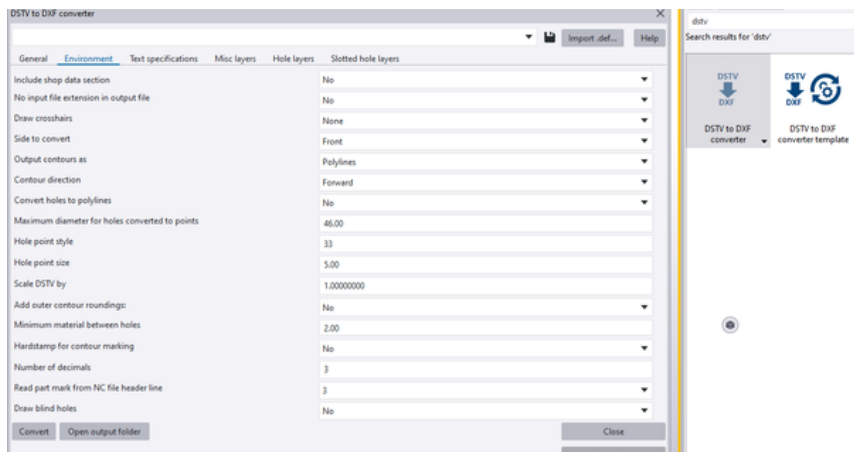 DSTV to DXF converter
Import .def...
Help
General Environment Text specifications Misc layers Hole layers Slotted hole layers
Include shop data section No
No input file extension in output file No
Draw crosshairs None
Side to convert Front
Output contours as Polylines
Contour direction Forward
Convert holes to polylines No
Maximum diameter for holes converted to points 46.00
Hole point style 33
Hole point size 5.00
Scale DSTV by 1.00000000
Add outer contour roundings: No
Minimum material between holes 2.00
Hardstamp for contour marking No
Number of decimals 3
Read part mark from NC file header line 3
Draw blind holes No
Convert Open output folder Close
dstv
Search results for 'dstv'
DSTV
DXF
DSTV to DXF
converter
DSTV
DXF
DSTV to DXF
converter template